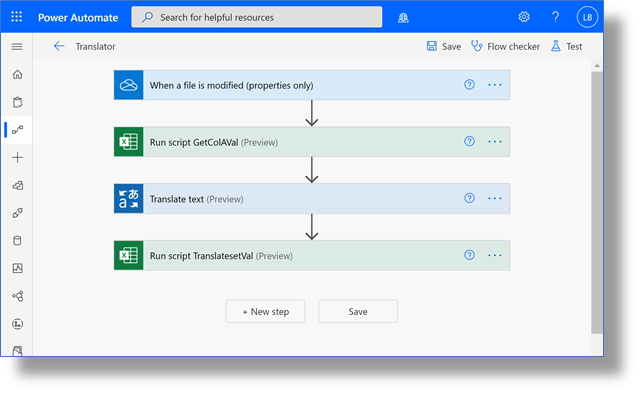 Power Automate
Search for helpful resources
LB
Translator
Save
Flow checker
Test
When a file is modified (properties only)
Run script GetColAVal (Preview)
Translate text (Preview)
Run script TranslatesetVal (Preview)
+ New step
Save